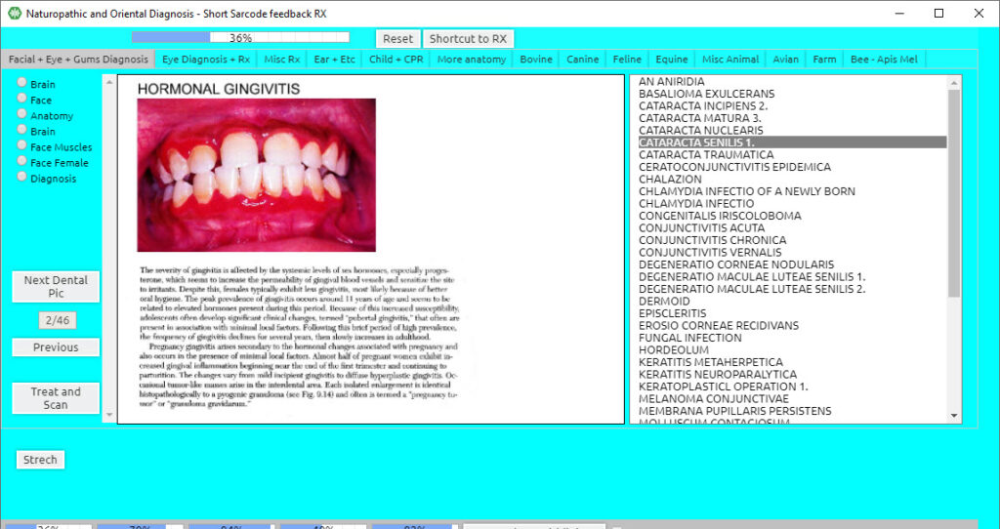 Naturopathic and Oriental Diagnosis - Short Sarcode feedback RX
36%
Reset
Shortcut to RX
Facial + Eye + Gums Diagnosis
Eye Diagnosis + Rx
Misc Rx
Ear + Etc
Child + CPR
More anatomy
Bovine
Canine
Feline
Equine
Misc Animal
Avian
Farm
Bee - Apis Mel
Brain
Face
Anatomy
Brain
Face Muscles
Face Female
Diagnosis
Next Dental
Pic
2/46
Previous
Treat and
Scan
HORMONAL GINGIVITIS
The severity of gingivitis is affected by the systemic levels of sex hormones, especially proges-
terone, which seems to increase the permeability of gingival blood vessels and sensitize the site
to irritants. Despite this, females typically exhibit less gingivitis, most likely because of better
oral hygiene. The peak prevalence of gingivitis occurs around 11 years of age and seems to be
related to elevated hormones present during this period. Because of this increased susceptibility,
adolescents often develop significant clinical changes, termed "pubertal gingivitis," that often are
present in association with minimal local factors. Following this brief period of high prevalence,
the frequency of gingivitis declines for several years, then slowly increases in adulthood.
Pregnancy gingivitis arises secondary to the hormonal changes associated with pregnancy and
also occurs in the presence of minimal local factors. Almost half of pregnant women exhibit in-
creased gingival inflammation beginning near the end of the first trimester and continuing to
parturition. The changes vary from mild incipient gingivitis to diffuse hyperplastic gingivitis. Oc-
casional tumor-like masses arise in the interdental area. Each isolated enlargement is identical
histopathologically to a pyogenic granuloma (see Fig. 9.14) and often is termed a "pregnancy tu-
mor" or "granuloma gravidarum."
AN ANIRIDIA
BASALIOMA EXULCERANS
CATARACTA INCIPIENS 2.
CATARACTA MATURA 3.
CATARACTA NUCLEARIS
CATARACTA SENILIS 1.
CATARACTA TRAUMATICA
CERATOCONJUNCTIVITIS EPIDEMICA
CHALAZION
CHLAMYDIA INFECTIO OF A NEWLY BORN
CHLAMYDIA INFECTIO
CONGENITALIS IRISCOLOBOMA
CONJUNCTIVITIS ACUTA
CONJUNCTIVITIS CHRONICA
CONJUNCTIVITIS VERNALIS
DEGENERATIO CORNEAE NODULARIS
DEGENERATIO MACULAE LUTEAE SENILIS 1.
DEGENERATIO MACULAE LUTEAE SENILIS 2.
DERMOID
EPISCLERITIS
EROSIO CORNEAE RECIDIVANS
FUNGAL INFECTION
HORDEOLUM
KERATITIS METAHERPETICA
KERATITIS NEUROPARALYTICA
KERATOPLASTICL OPERATION 1.
MELANOMA CONJUNCTIVAE
MEMBRANA PUPILLARIS PERSISTENS
MOLLUSCUM CONTAGIOSUM
Strech